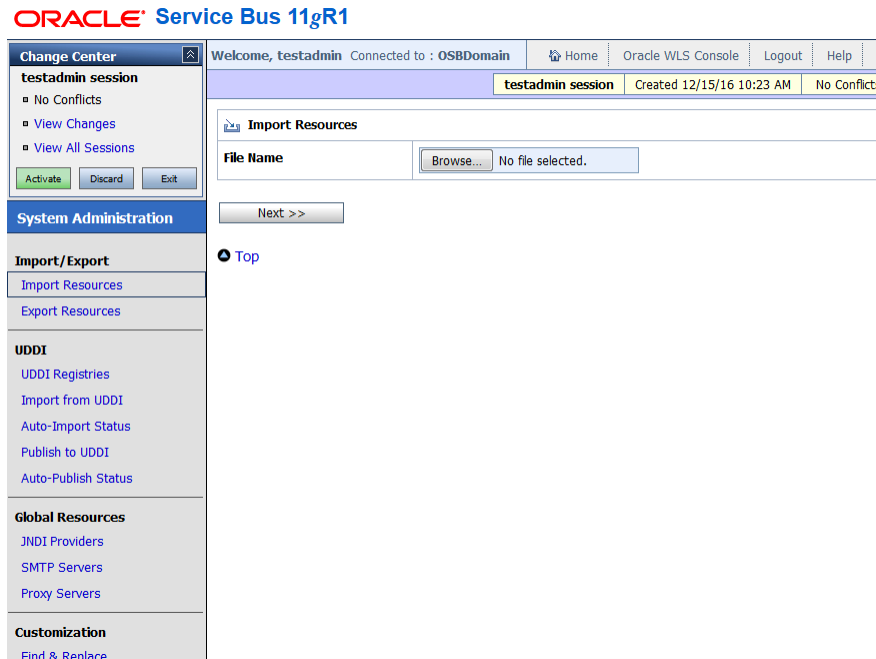 ORACLE Service Bus 11gR1
Change Center
testadmin session
No Conflicts
View Changes
View All Sessions
Activate Discard Exit
Welcome, testadmin Connected to : OSBDomain Home Oracle WLS Console Logout Help
testadmin session Created 12/15/16 10:23 AM No Conflict
Import Resources
File Name Browse... No file selected.
Next >>
Top
System Administration
Import/Export
Import Resources
Export Resources
UDDI
UDDI Registries
Import from UDDI
Auto-Import Status
Publish to UDDI
Auto-Publish Status
Global Resources
JNDI Providers
SMTP Servers
Proxy Servers
Customization
Find & Replace